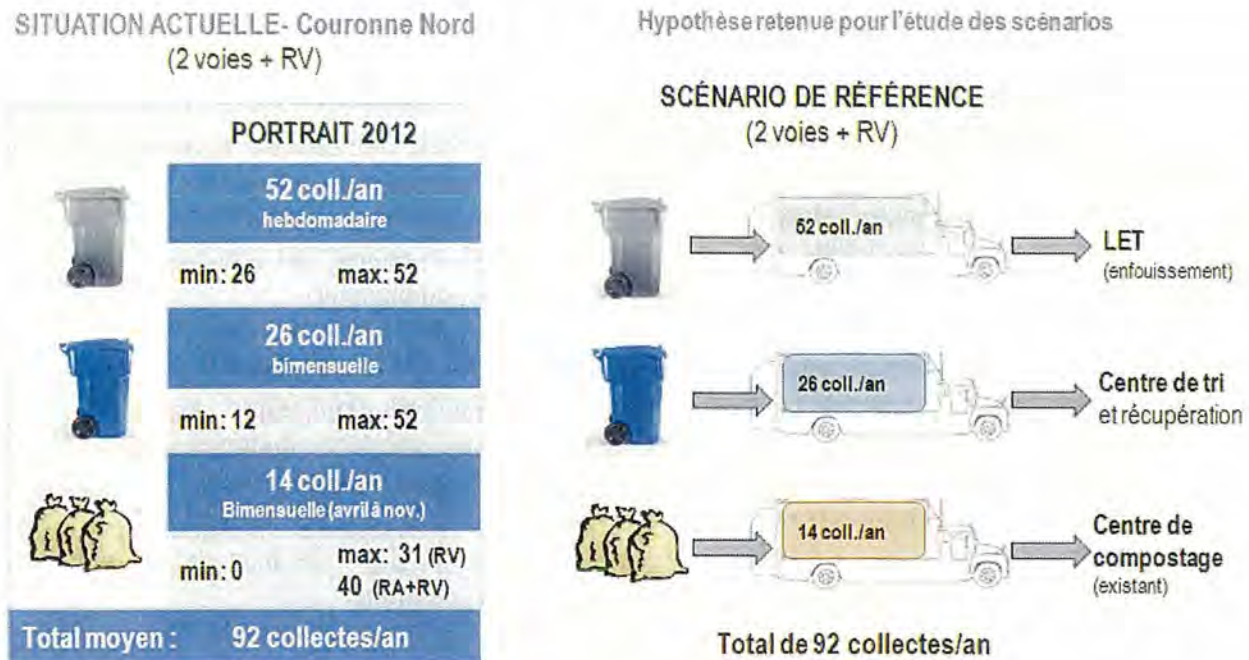 SITUATION ACTUELLE- Couronne Nord
(2 voies + RV)
PORTRAIT 2012
52 coll./an
hebdomadaire
min: 26 max: 52
26 coll./an
bimensuelle
min: 12 max: 52
14 coll./an
Bimensuelle (avril à nov.)
min: 0 max: 31 (RV)
40 (RA+RV)
Total moyen : 92 collectes/an
Hypothèse retenue pour l'étude des scénarios
SCÉNARIO DE RÉFÉRENCE
(2 voies + RV)
52 coll./an
LET
(enfouissement)
26 coll./an
Centre de tri
et récupération
14 coll./an
Centre de
compostage
(existant)
Total de 92 collectes/an